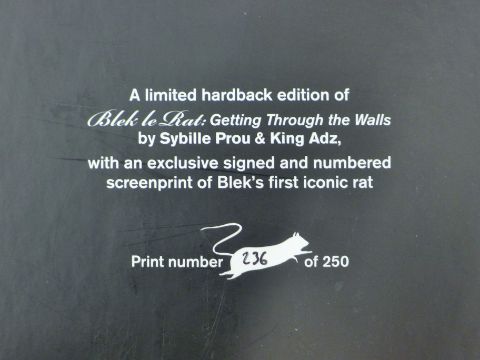 A limited hardback edition of
Blek le Rat: Getting Through the Walls
by Sybille Prou & King Adz,
with an exclusive signed and numbered
screenprint of Blek's first iconic rat
Print number 236 of 250